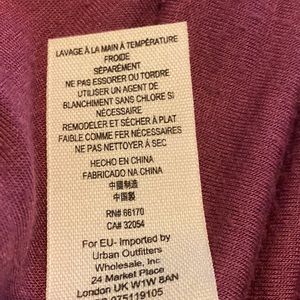 LAVAGE À LA MAIN À TEMPÉRATURE
FROIDE
SÉPARÉMENT
NE PAS ESSORER OU TORDRE
UTILISER UN AGENT DE
BLANCHIMENT SANS CHLORE SI
NÉCESSAIRE
REMODELER ET SÉCHER À PLAT
FAIBLE COMME FER NÉCESSAIRES
NE PAS NETTOYER À SEC
HECHO EN CHINA
FABRICADO NA CHINA
中國製
中国製
RN# 66170
CA# 32054
For EU- Imported by
Urban Outfitters
Wholesale, Inc
24 Market Place
London UK W1W 8AN
075119105